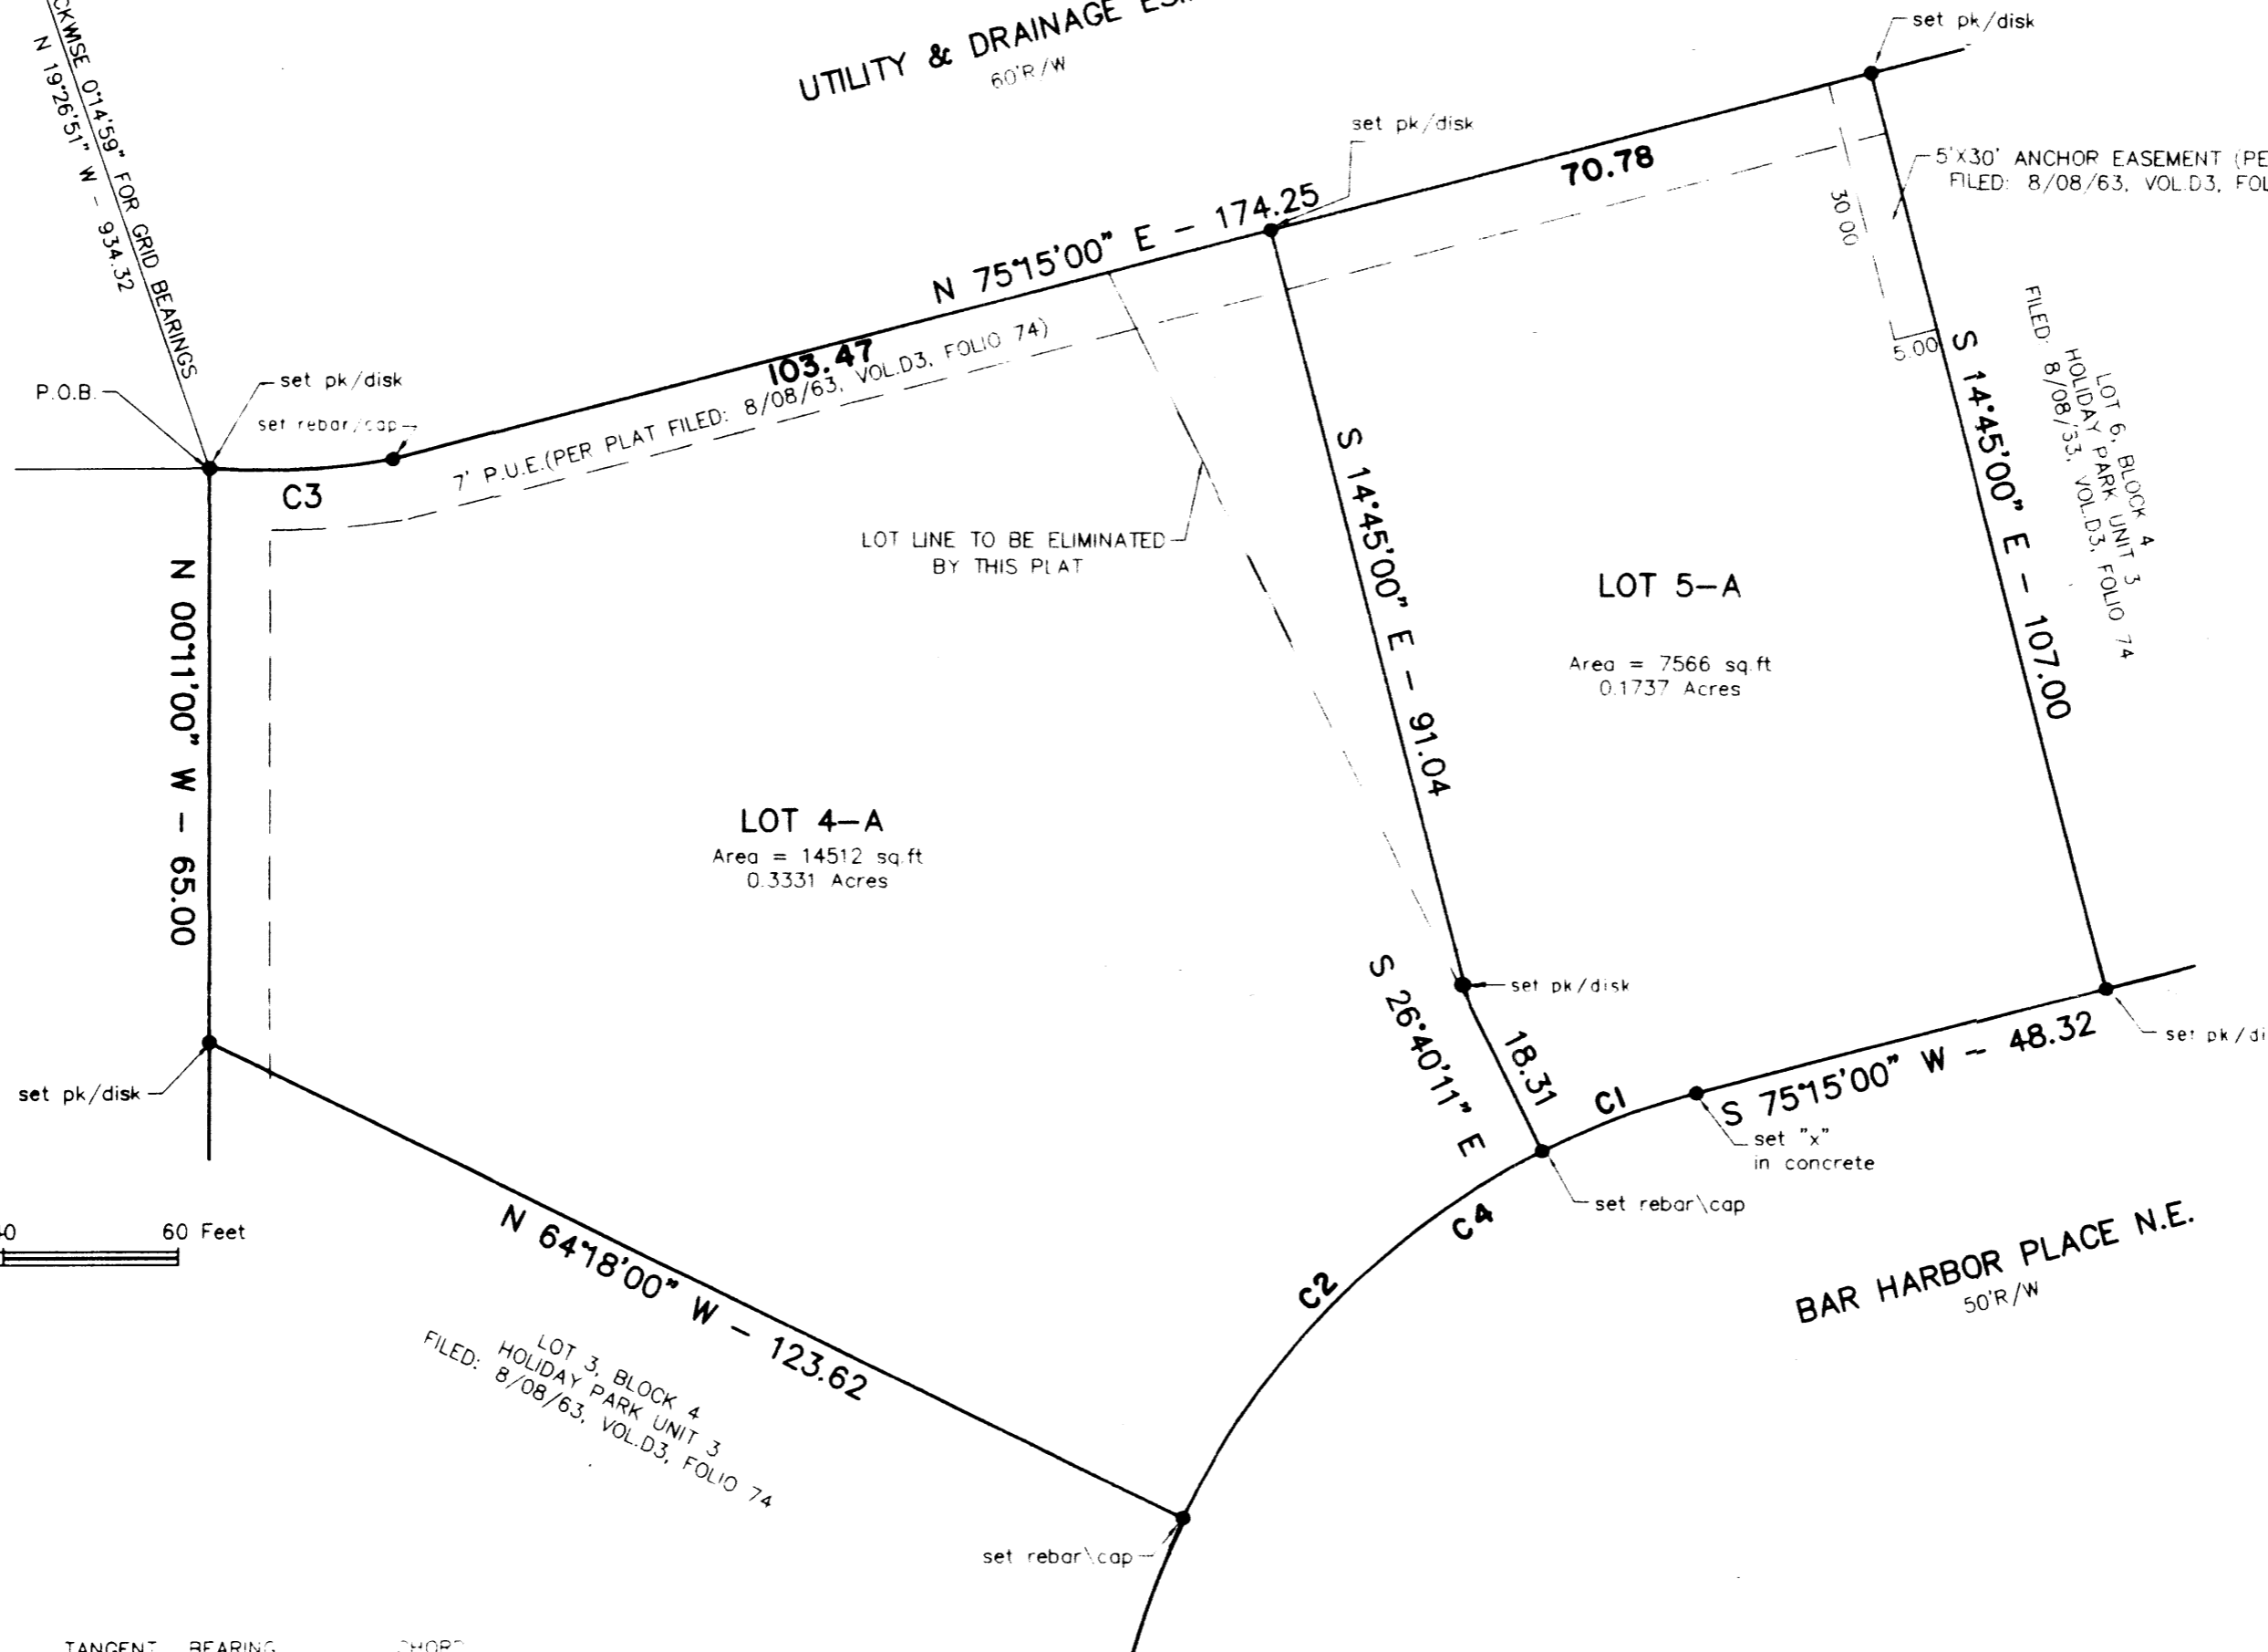 UTILITY & DRAINAGE
60'R/W
set pk/disk
0°14'59" FOR GRID BEARINGS
N 19°26'51" W - 934.32
set pk/disk
70.78
5'X30' ANCHOR EASEMENT
FILED: 8/08/63, VOL.D3,
30.00
5.00
N 75°15'00" E - 174.25
103.47
7' P.U.E.(PER PLAT FILED: 8/08/63, VOL.D3, FOLIO 74)
P.O.B.
set pk/disk
set rebar/cap
C3
LOT LINE TO BE ELIMINATED
BY THIS PLAT
S 14°45'00" E - 91.04
LOT 5-A
Area = 7566 sq.ft
0.1737 Acres
S 14°45'00" E - 107.00
LOT 6, BLOCK 4
HOLIDAY PARK UNIT 3
FILED: 8/08/33, VOL.D3, FOLIO 74
N 00°11'00" W - 65.00
LOT 4-A
Area = 14512 sq.ft
0.3331 Acres
set pk/disk
S 26°40'11" E
18.31
C1
S 75°15'00" W - 48.32
set pk/
set "x"
in concrete
set pk/disk
set rebar\cap
C4
C2
BAR HARBOR PLACE N.E.
50'R/W
60 Feet
N 64°18'00" W - 123.62
LOT 3, BLOCK 4
HOLIDAY PARK UNIT 3
FILED: 8/08/63, VOL.D3, FOLIO 74
set rebar\cap
TANGENT BEARING